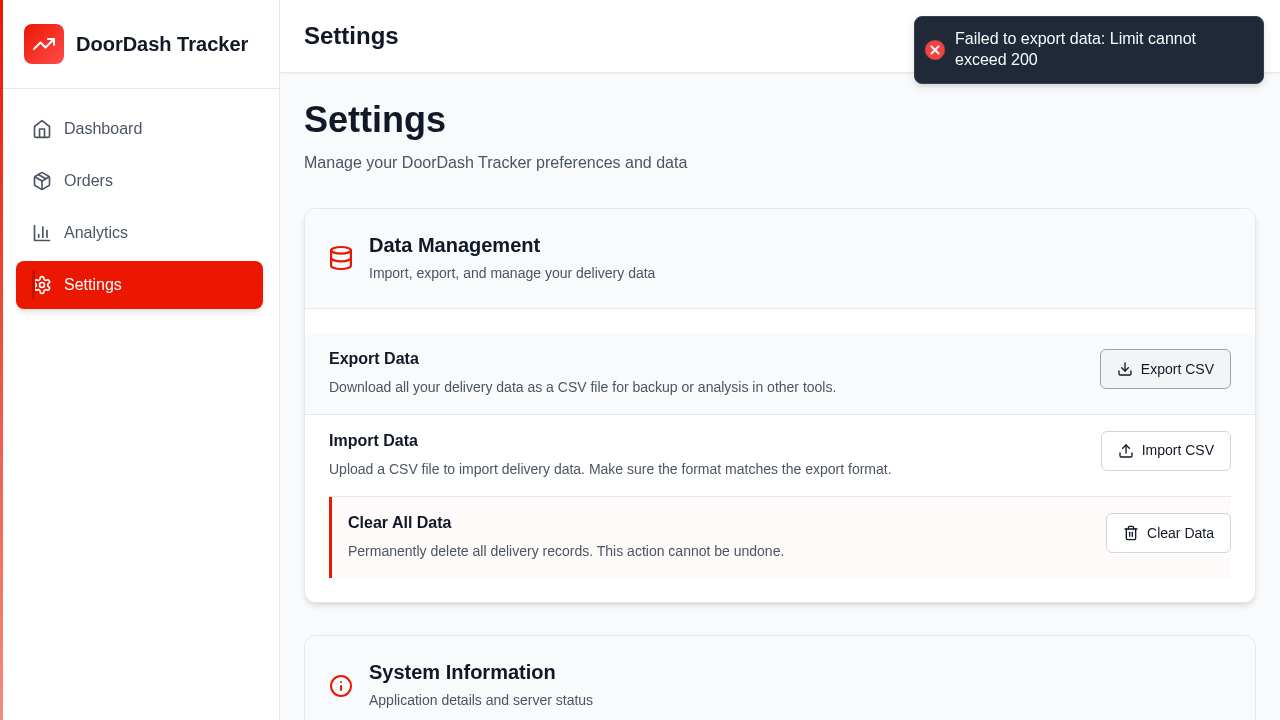 DoorDash Tracker
Dashboard
Orders
Analytics
Settings
Settings
Failed to export data: Limit cannot
exceed 200
Settings
Manage your DoorDash Tracker preferences and data
Data Management
Import, export, and manage your delivery data
Export Data
Download all your delivery data as a CSV file for backup or analysis in other tools.
Export CSV
Import Data
Upload a CSV file to import delivery data. Make sure the format matches the export format.
Import CSV
Clear All Data
Permanently delete all delivery records. This action cannot be undone.
Clear Data
System Information
Application details and server status